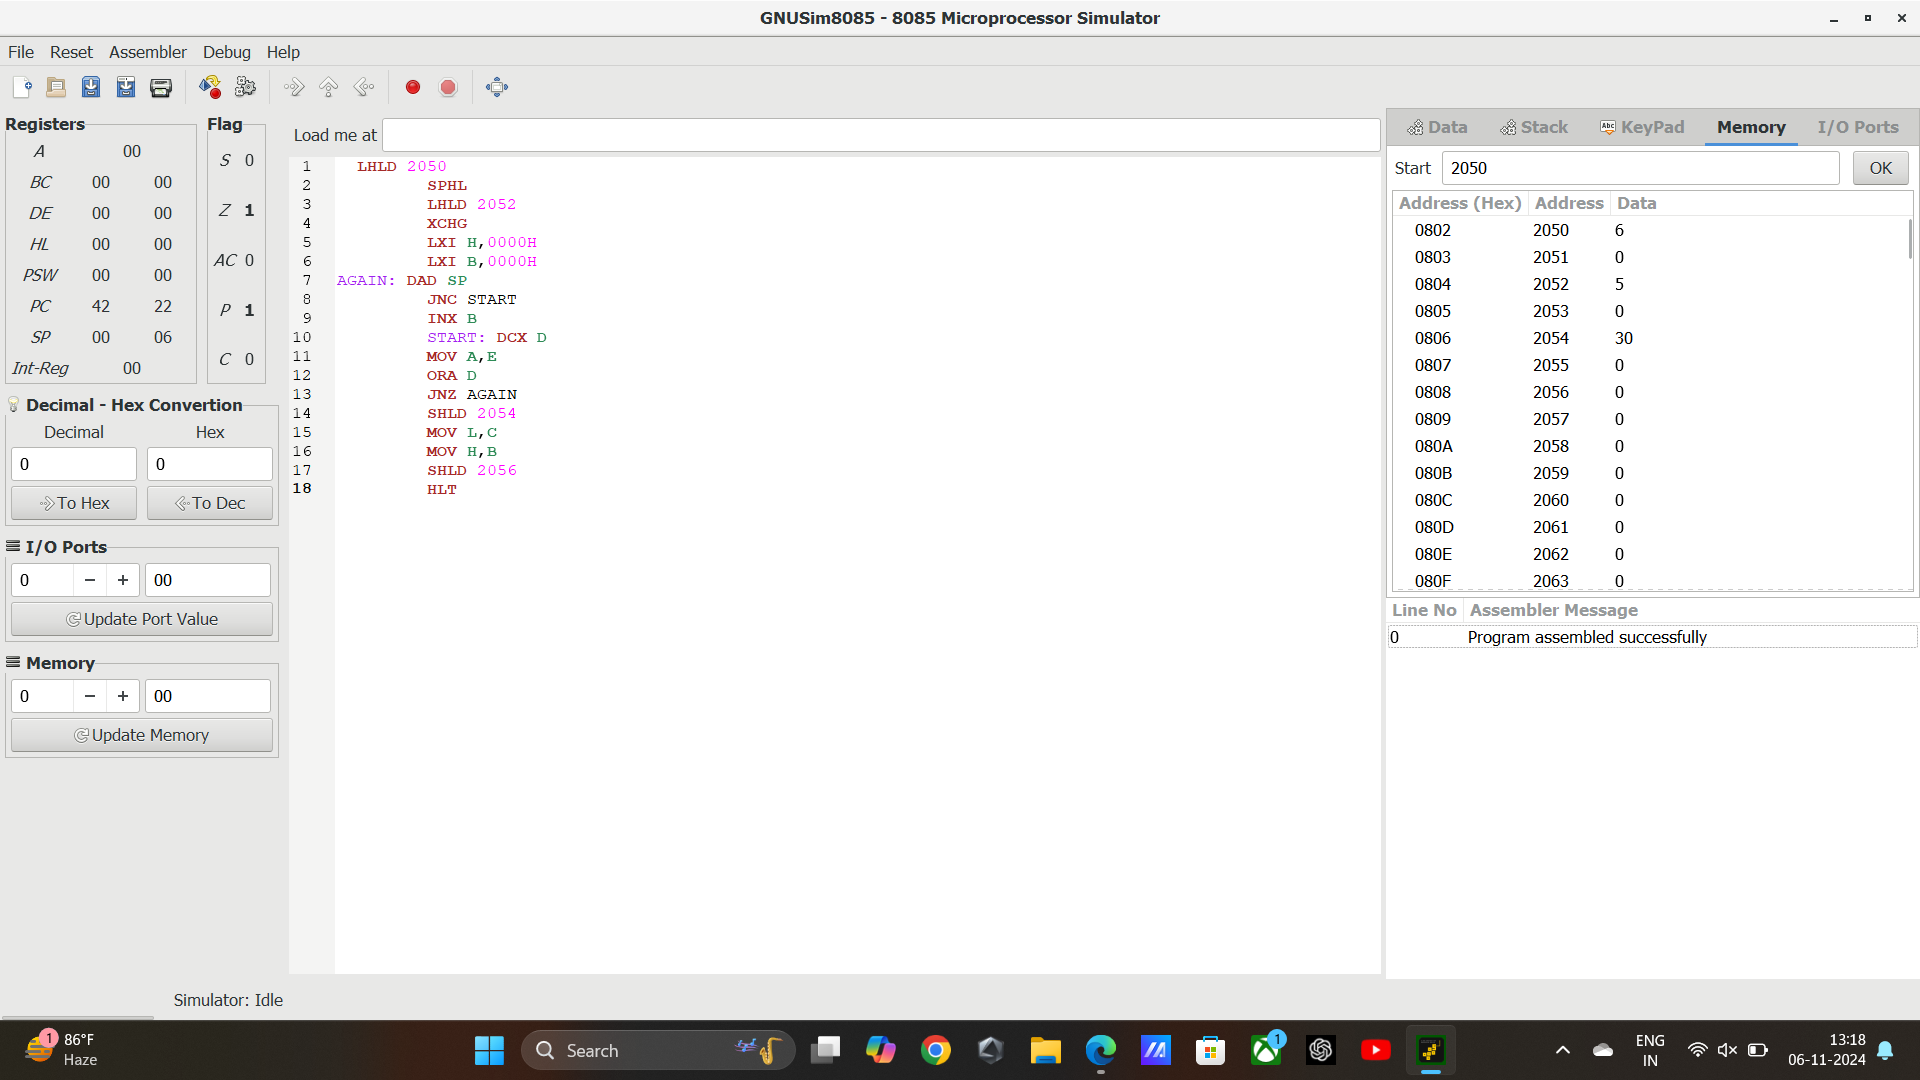 GNUSim8085 - 8085 Microprocessor Simulator
File Reset Assembler Debug Help
Registers
A 00
BC 00 00
DE 00 00
HL 00 00
PSW 00 00
PC 42 22
SP 00 06
Int-Reg 00
Flag
S 0
Z 1
AC 0
P 1
C 0
Decimal - Hex Convertion
Decimal Hex
0 0
To Hex To Dec
I/O Ports
0 − + 00
Update Port Value
Memory
0 − + 00
Update Memory
Load me at
1 LHLD 2050
2 SPHL
3 LHLD 2052
4 XCHG
5 LXI H,0000H
6 LXI B,0000H
7 AGAIN: DAD SP
8 JNC START
9 INX B
10 START: DCX D
11 MOV A,E
12 ORA D
13 JNZ AGAIN
14 SHLD 2054
15 MOV L,C
16 MOV H,B
17 SHLD 2056
18 HLT
Data Stack Abc KeyPad Memory I/O Ports
Start 2050 OK
Address (Hex) Address Data
0802 2050 6
0803 2051 0
0804 2052 5
0805 2053 0
0806 2054 30
0807 2055 0
0808 2056 0
0809 2057 0
080A 2058 0
080B 2059 0
080C 2060 0
080D 2061 0
080E 2062 0
080F 2063 0
Line No Assembler Message
0 Program assembled successfully
Simulator: Idle
1
86°F
Haze
Search
1
ENG
IN
13:18
06-11-2024